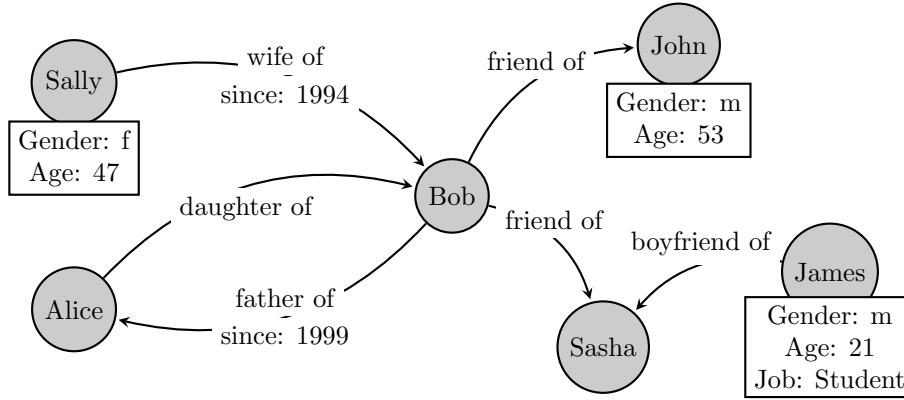 Sally
Gender: f
Age: 47
wife of
since: 1994
friend of
John
Gender: m
Age: 53
daughter of
Bob
friend of
boyfriend of
James
Gender: m
Age: 21
Job: Student
Alice
father of
since: 1999
Sasha